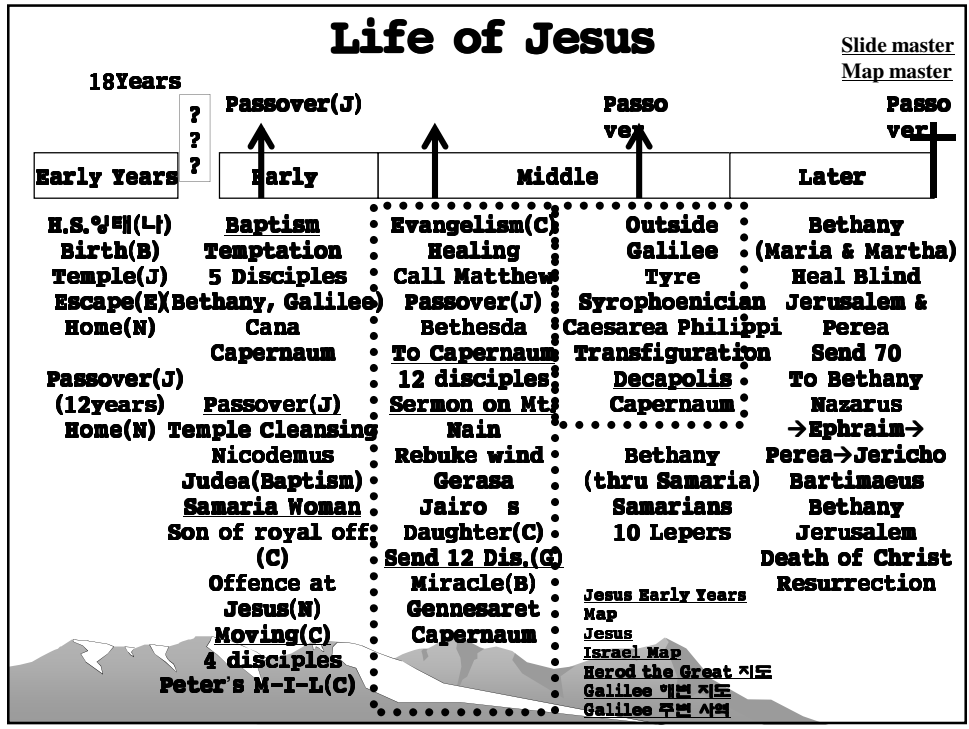 Life of Jesus
Slide master
Map master
18Years
?
?
?
Passover(J)
Passo
ver
Passo
ver
Early Years
Early
Middle
Later
H.S.잉태(나)
Birth(B)
Temple(J)
Escape(E)
Home(N)
Passover(J)
(12years)
Home(N)
Baptism
Temptation
5 Disciples
(Bethany, Galilee)
Cana
Capernaum
Passover(J)
Temple Cleansing
Nicodemus
Judea(Baptism)
Samaria Woman
Son of royal off.
(C)
Offence at
Jesus(N)
Moving(C)
4 disciples
Peter's M-I-L(C)
Evangelism(C)
Healing
Call Matthew
Passover(J)
Bethesda
To Capernaum
12 disciples
Sermon on Mt.
Nain
Rebuke wind
Gerasa
Jairo s
Daughter(C)
Send 12 Dis.(G)
Miracle(B)
Gennesaret
Capernaum
Outside
Galilee
Tyre
Syrophoenician
Caesarea Philippi
Transfiguration
Decapolis
Capernaum
Bethany
(thru Samaria)
Samarians
10 Lepers
Jesus Early Years
Map
Jesus
Israel Map
Herod the Great 지도
Galilee 해변 지도
Galilee 주변 사역
Bethany
(Maria & Martha)
Heal Blind
Jerusalem &
Perea
Send 70
To Bethany
Nazarus
→Ephraim→
Perea→Jericho
Bartimaeus
Bethany
Jerusalem
Death of Christ
Resurrection